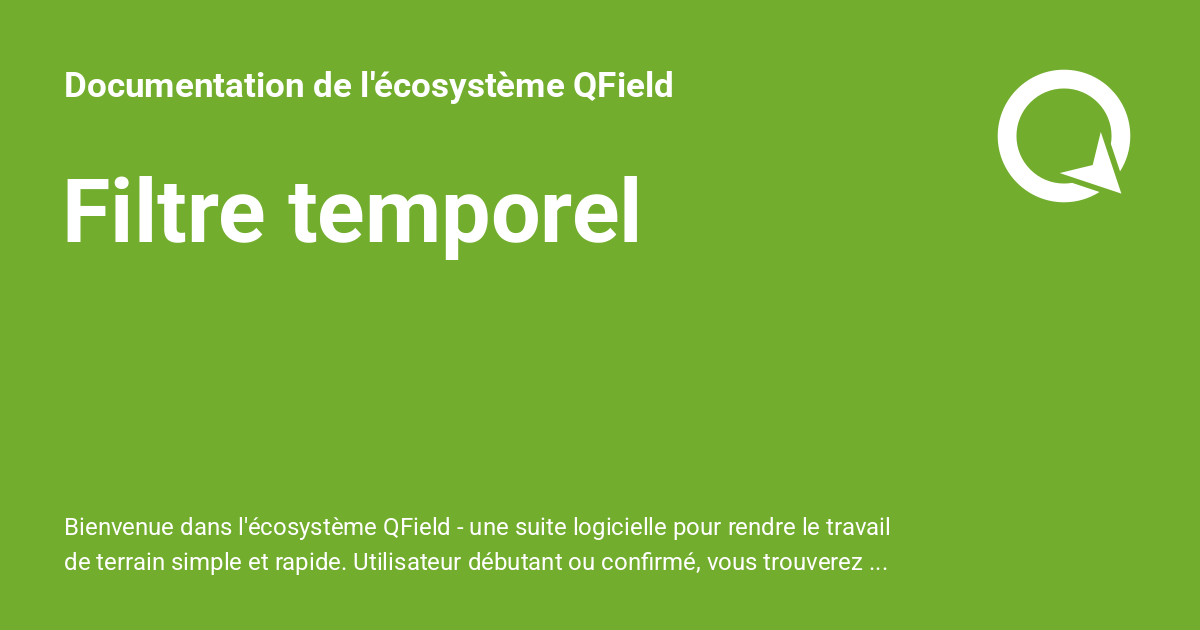 Documentation de l'écosystème QField
Filtre temporel
Bienvenue dans l'écosystème QField - une suite logicielle pour rendre le travail
de terrain simple et rapide. Utilisateur débutant ou confirmé, vous trouverez ...